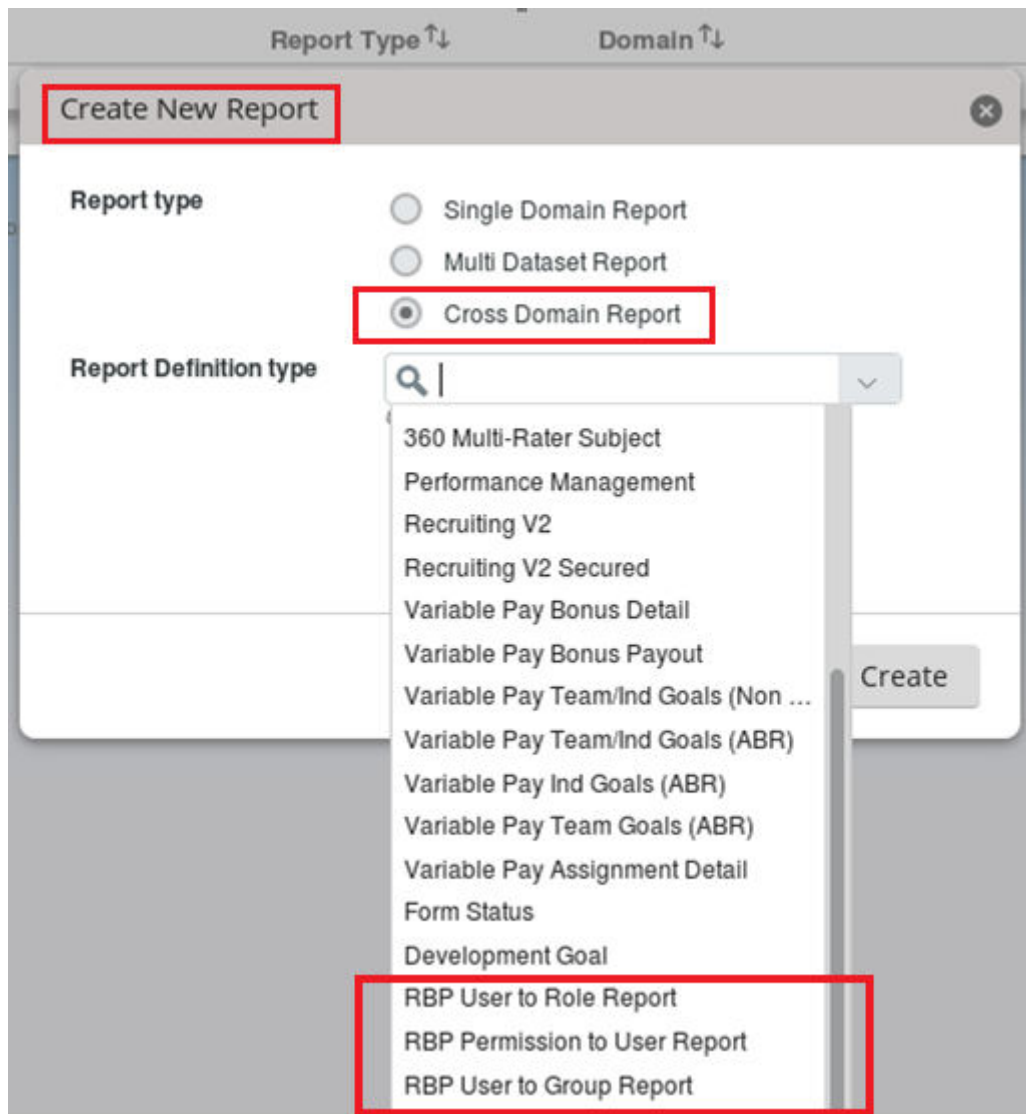 Report Type Domain
Create New Report
Report type
Single Domain Report
Multi Dataset Report
Cross Domain Report
Report Definition type
360 Multi-Rater Subject
Performance Management
Recruiting V2
Recruiting V2 Secured
Variable Pay Bonus Detail
Variable Pay Bonus Payout
Variable Pay Team/Ind Goals (Non ...
Create
Variable Pay Team/Ind Goals (ABR)
Variable Pay Ind Goals (ABR)
Variable Pay Team Goals (ABR)
Variable Pay Assignment Detail
Form Status
Development Goal
RBP User to Role Report
RBP Permission to User Report
RBP User to Group Report